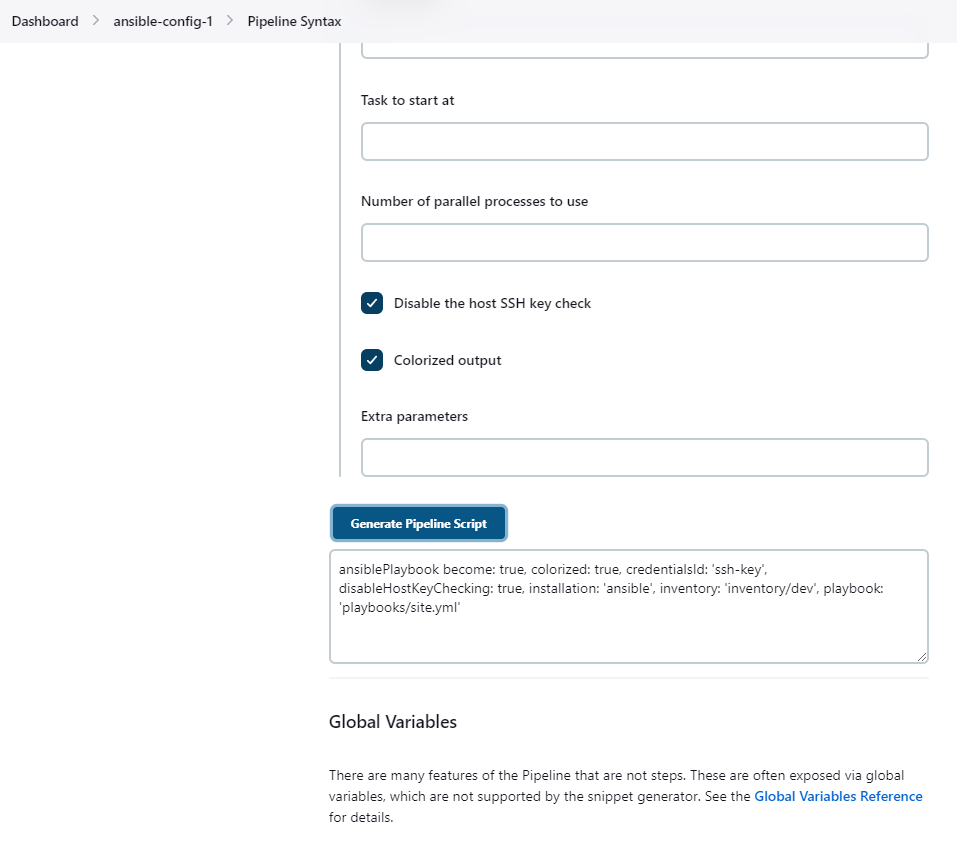 Dashboard > ansible-config-1 > Pipeline Syntax
Task to start at
Number of parallel processes to use
Disable the host SSH key check
Colorized output
Extra parameters
Generate Pipeline Script
ansiblePlaybook become: true, colorized: true, credentialsId: 'ssh-key',
disableHostKeyChecking: true, installation: 'ansible', inventory: 'inventory/dev', playbook:
'playbooks/site.yml'
Global Variables
There are many features of the Pipeline that are not steps. These are often exposed via global
variables, which are not supported by the snippet generator. See the Global Variables Reference
for details.